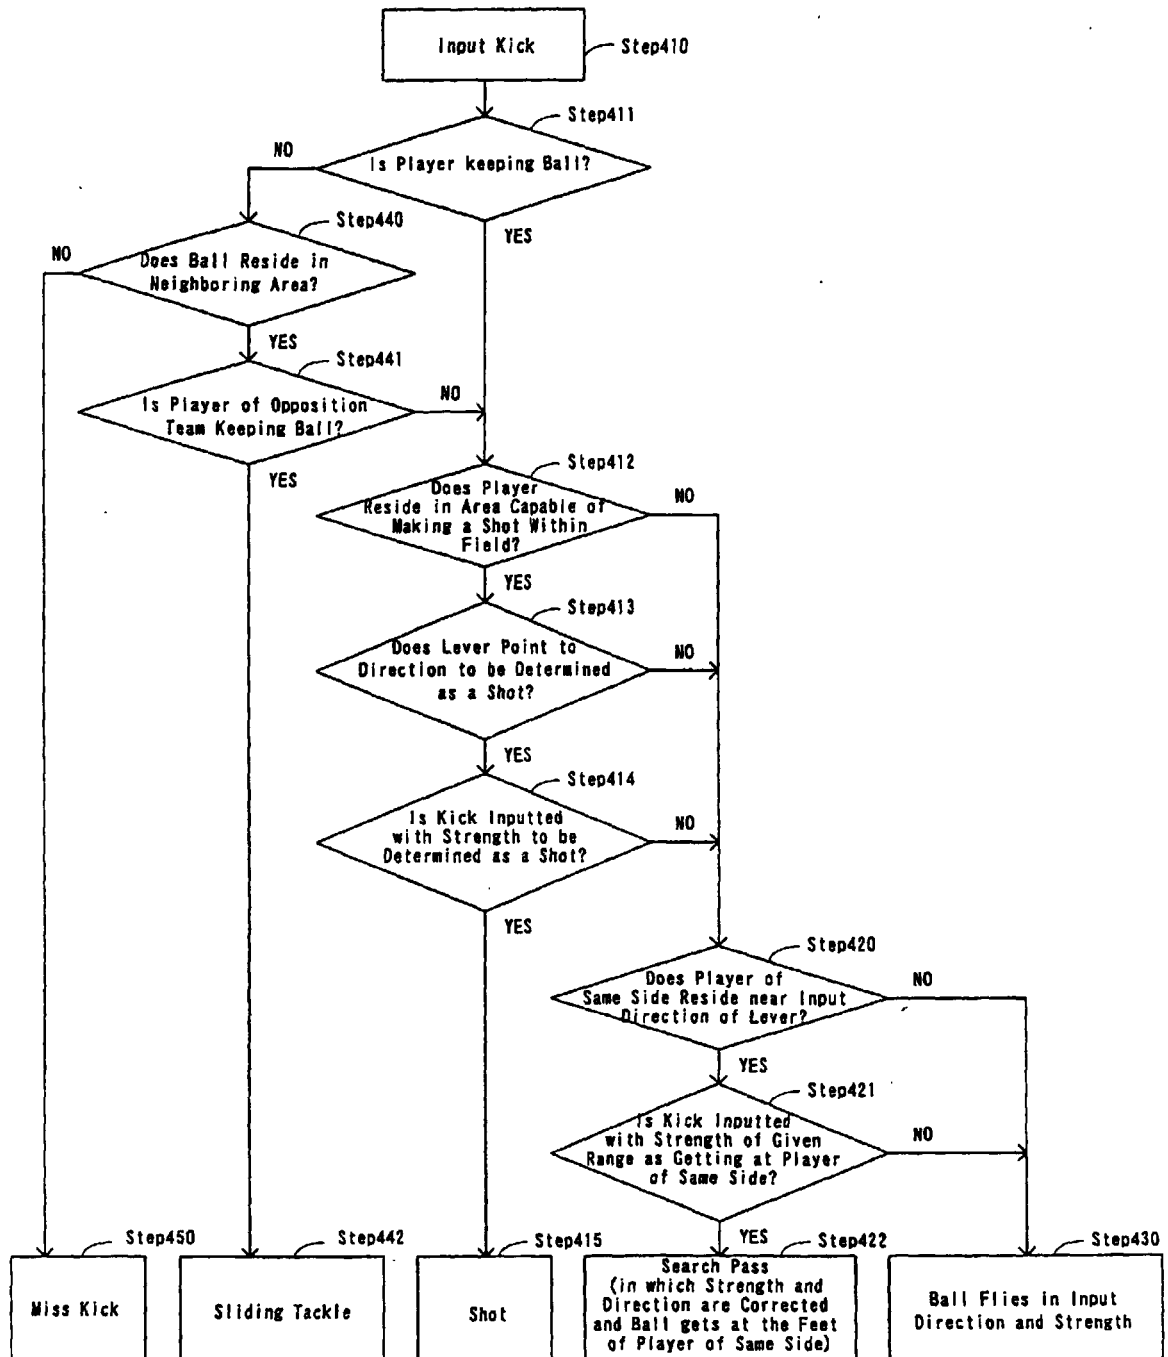 Input Kick
Step410
Step411
Is Player keeping Ball?
NO
YES
Step440
Does Ball Reside in
Neighboring Area?
NO
YES
Step441
Is Player of Opposition
Team Keeping Ball?
NO
YES
Step412
Does Player
Reside in Area Capable of
Making a Shot Within
Field?
NO
YES
Step413
Does Lever Point to
Direction to be Determined
as a Shot?
NO
YES
Step414
Is Kick Inputted
with Strength to be
Determined as a Shot?
NO
YES
Step420
Does Player of
Same Side Reside near Input
Direction of Lever?
NO
YES
Step421
Is Kick Inputted
with Strength of Given
Range as Getting at Player
of Same Side?
NO
YES
Step450
Miss Kick
Step442
Sliding Tackle
Step415
Shot
Step422
Search Pass
(in which Strength and
Direction are Corrected
and Ball gets at the Feet
of Player of Same Side)
Step430
Ball Flies in Input
Direction and Strength